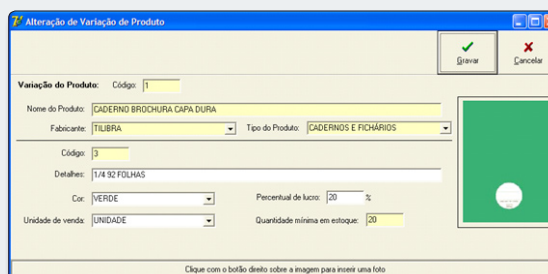 Alteração de Variação de Produto
Gravar
Cancelar
Variação do Produto: Código: 1
Nome do Produto: CADERNO BROCHURA CAPA DURA
Fabricante: TILIBRA Tipo do Produto: CADERNOS E FICHÁRIOS
Código: 3
Detalhes: 1/4 92 FOLHAS
Cor: VERDE Percentual de lucro: 20 %
Unidade de venda: UNIDADE Quantidade mínima em estoque: 20
Clique com o botão direito sobre a imagem para inserir uma foto